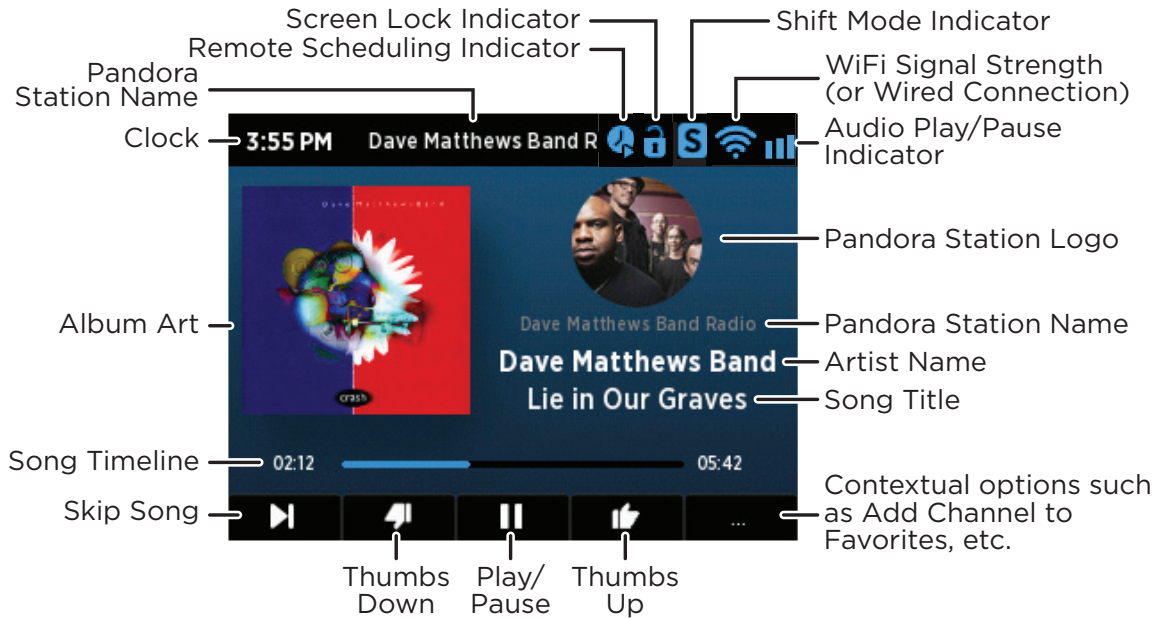 Screen Lock Indicator
Shift Mode Indicator
Remote Scheduling Indicator
Pandora
Station Name
WiFi Signal Strength
(or Wired Connection)
Clock
3:55 PM
Dave Matthews Band R
S
Audio Play/Pause
Indicator
Dave Matthews Band
Pandora Station Logo
Album Art
crash
Dave Matthews Band Radio
Pandora Station Name
Dave Matthews Band
Artist Name
Lie in Our Graves
Song Title
Song Timeline
02:12
05:42
Skip Song
...
Contextual options such
as Add Channel to
Favorites, etc.
Thumbs
Down
Play/
Pause
Thumbs
Up